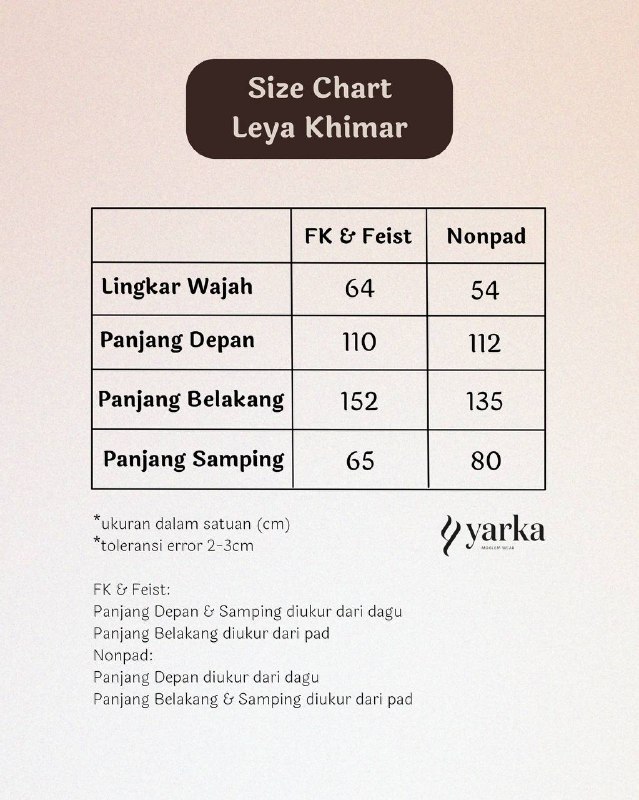 Size Chart
Leya Khimar
FK & Feist Nonpad
Lingkar Wajah 64 54
Panjang Depan 110 112
Panjang Belakang 152 135
Panjang Samping 65 80
*ukuran dalam satuan (cm)
*toleransi error 2-3cm
yarka
MOSLEM WEAR
FK & Feist:
Panjang Depan & Samping diukur dari dagu
Panjang Belakang diukur dari pad
Nonpad:
Panjang Depan diukur dari dagu
Panjang Belakang & Samping diukur dari pad